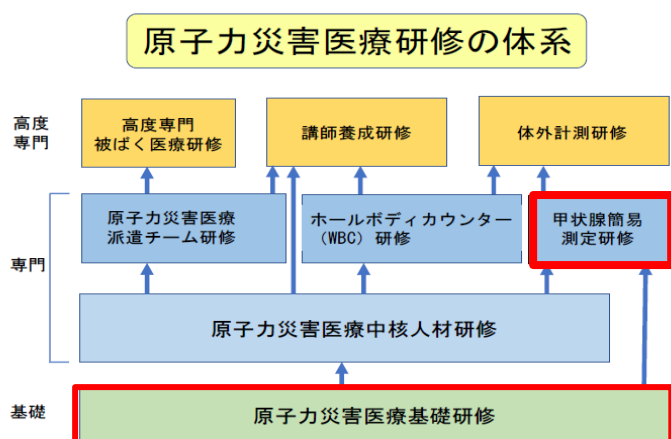 原子力災害医療研修の体系
高度
専門
高度専門
被ばく医療研修
講師養成研修
体外計測研修
専門
原子力災害医療
派遣チーム研修
ホールボディカウンター
（WBC）研修
甲状腺簡易
測定研修
原子力災害医療中核人材研修
基礎
原子力災害医療基礎研修